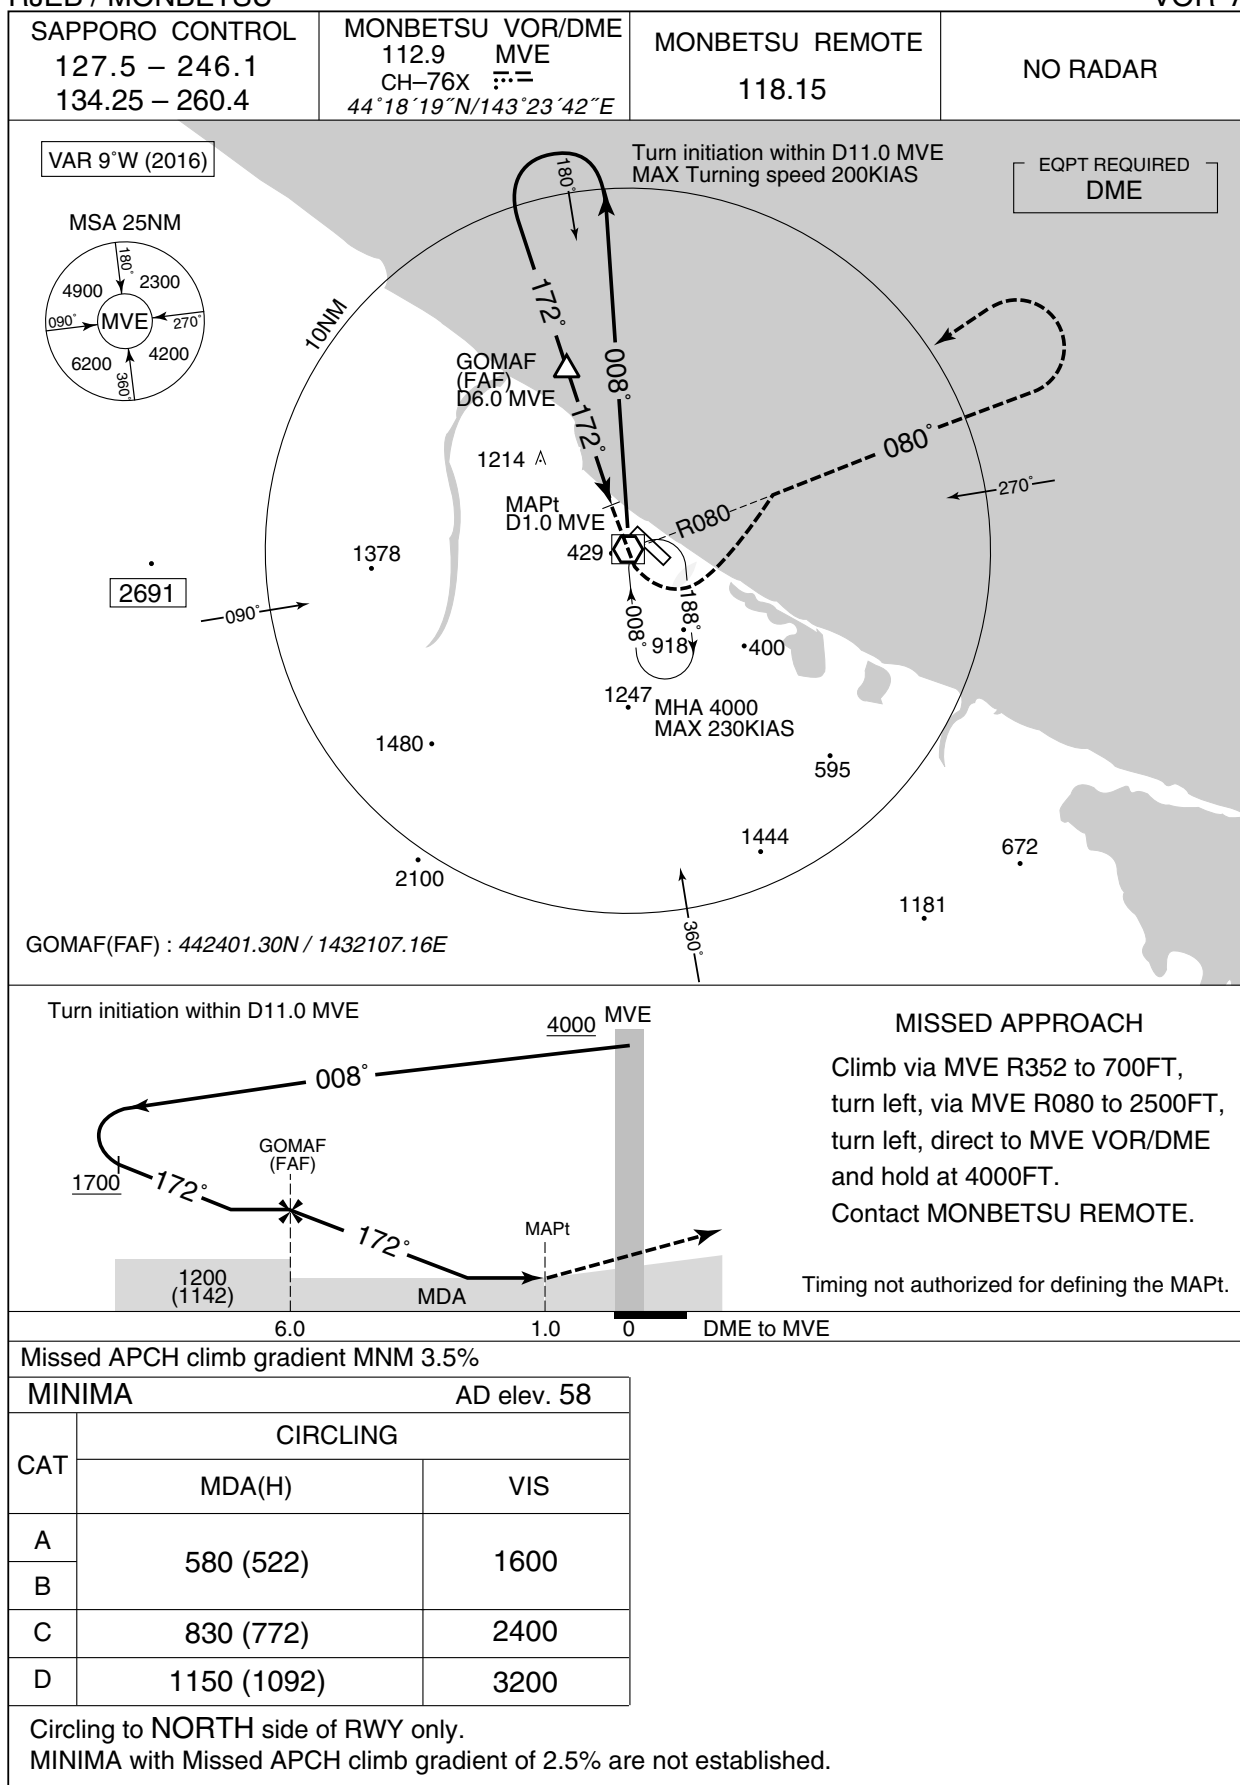 RJEB / MONBETSU
SAPPORO CONTROL
127.5 – 246.1
134.25 – 260.4
MONBETSU VOR/DME
112.9 MVE
CH–76X
44°18´19˝N/143°23´42˝E
MONBETSU REMOTE
118.15
NO RADAR
VAR 9°W (2016)
Turn initiation within D11.0 MVE
MAX Turning speed 200KIAS
EQPT REQUIRED
DME
MSA 25NM
180°
4900
2300
090°
MVE
270°
6200
4200
360°
180°
10NM
172°
008°
GOMAF
(FAF)
D6.0 MVE
172°
080°
1214
270°
MAPt
D1.0 MVE
R080
429
1378
2691
090°
008°
188°
918
400
1247
MHA 4000
MAX 230KIAS
1480
595
1444
672
2100
1181
360°
GOMAF(FAF) : 442401.30N / 1432107.16E
Turn initiation within D11.0 MVE
4000
MVE
008°
GOMAF
(FAF)
1700
172°
172°
MAPt
1200
(1142)
MDA
6.0
1.0
0
DME to MVE
MISSED APPROACH
Climb via MVE R352 to 700FT,
turn left, via MVE R080 to 2500FT,
turn left, direct to MVE VOR/DME
and hold at 4000FT.
Contact MONBETSU REMOTE.
Timing not authorized for defining the MAPt.
Missed APCH climb gradient MNM 3.5%
MINIMA AD elev. 58
CAT
CIRCLING
MDA(H) VIS
A
B
580 (522) 1600
C 830 (772) 2400
D 1150 (1092) 3200
Circling to NORTH side of RWY only.
MINIMA with Missed APCH climb gradient of 2.5% are not established.